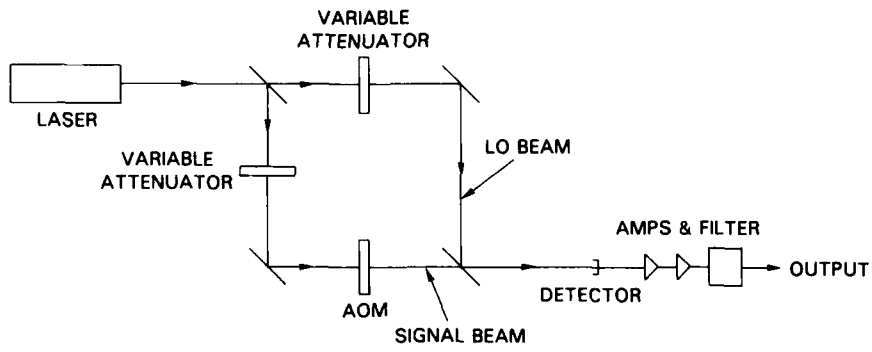 VARIABLE
ATTENUATOR
LASER
VARIABLE
ATTENUATOR
LO BEAM
AMPS & FILTER
OUTPUT
DETECTOR
AOM
SIGNAL BEAM